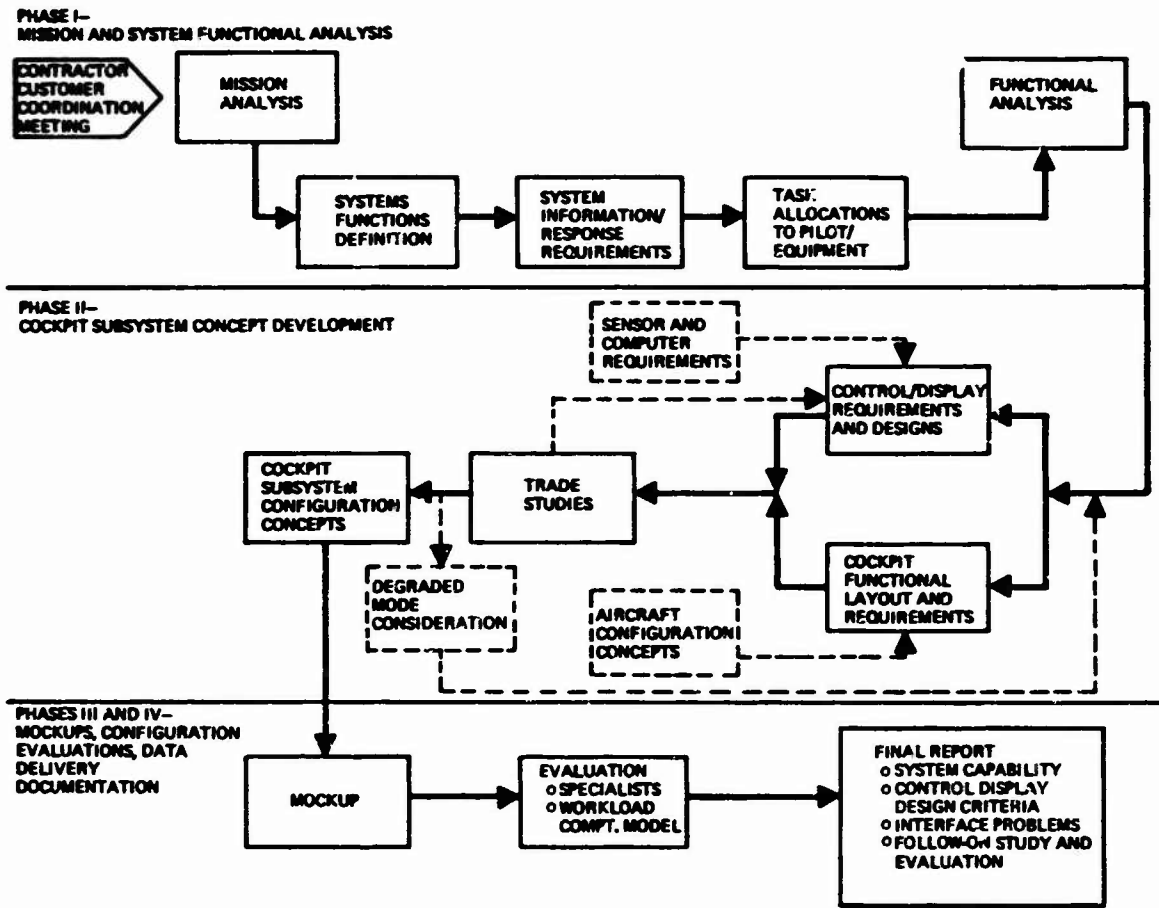 PHASE I—
MISSION AND SYSTEM FUNCTIONAL ANALYSIS
CONTRACTOR
CUSTOMER
COORDINATION
MEETING
MISSION
ANALYSIS
FUNCTIONAL
ANALYSIS
SYSTEMS
FUNCTIONS
DEFINITION
SYSTEM
INFORMATION/
RESPONSE
REQUIREMENTS
TASK
ALLOCATIONS
TO PILOT/
EQUIPMENT
PHASE II—
COCKPIT SUBSYSTEM CONCEPT DEVELOPMENT
SENSOR AND
COMPUTER
REQUIREMENTS
CONTROL/DISPLAY
REQUIREMENTS
AND DESIGNS
COCKPIT
SUBSYSTEM
CONFIGURATION
CONCEPTS
TRADE
STUDIES
DEGRADED
MODE
CONSIDERATION
AIRCRAFT
CONFIGURATION
CONCEPTS
COCKPIT
FUNCTIONAL
LAYOUT AND
REQUIREMENTS
PHASES III AND IV—
MOCKUPS, CONFIGURATION
EVALUATIONS, DATA
DELIVERY
DOCUMENTATION
MOCKUP
EVALUATION
o SPECIALISTS
o WORKLOAD
COMPT. MODEL
FINAL REPORT
o SYSTEM CAPABILITY
o CONTROL DISPLAY
DESIGN CRITERIA
o INTERFACE PROBLEMS
o FOLLOW-ON STUDY AND
EVALUATION